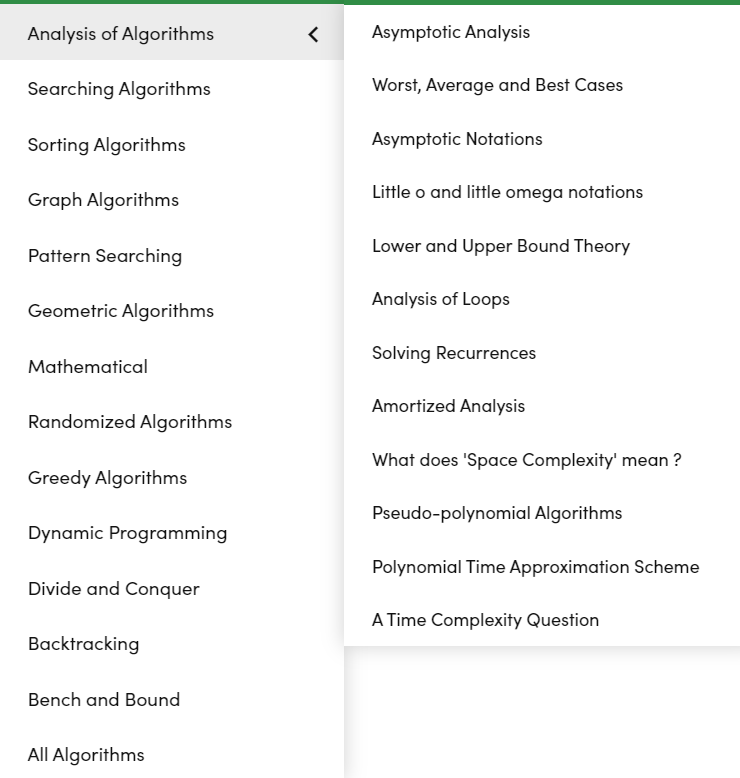 Analysis of Algorithms
Searching Algorithms
Sorting Algorithms
Graph Algorithms
Pattern Searching
Geometric Algorithms
Mathematical
Randomized Algorithms
Greedy Algorithms
Dynamic Programming
Divide and Conquer
Backtracking
Bench and Bound
All Algorithms
Asymptotic Analysis
Worst, Average and Best Cases
Asymptotic Notations
Little o and little omega notations
Lower and Upper Bound Theory
Analysis of Loops
Solving Recurrences
Amortized Analysis
What does 'Space Complexity' mean ?
Pseudo-polynomial Algorithms
Polynomial Time Approximation Scheme
A Time Complexity Question